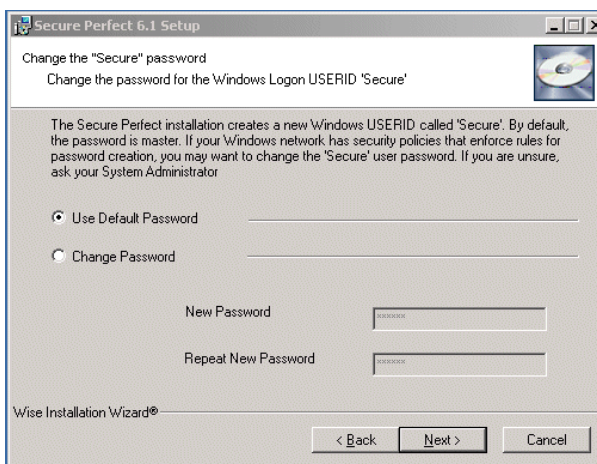 Secure Perfect 6.1 Setup
Change the "Secure" password
Change the password for the Windows Logon USERID 'Secure'
The Secure Perfect installation creates a new Windows USERID called 'Secure'. By default,
the password is master. If your Windows network has security policies that enforce rules for
password creation, you may want to change the 'Secure' user password. If you are unsure,
ask your System Administrator
Use Default Password
Change Password
New Password
xxxxxx
Repeat New Password
xxxxxx
Wise Installation Wizard®
< Back
Next >
Cancel